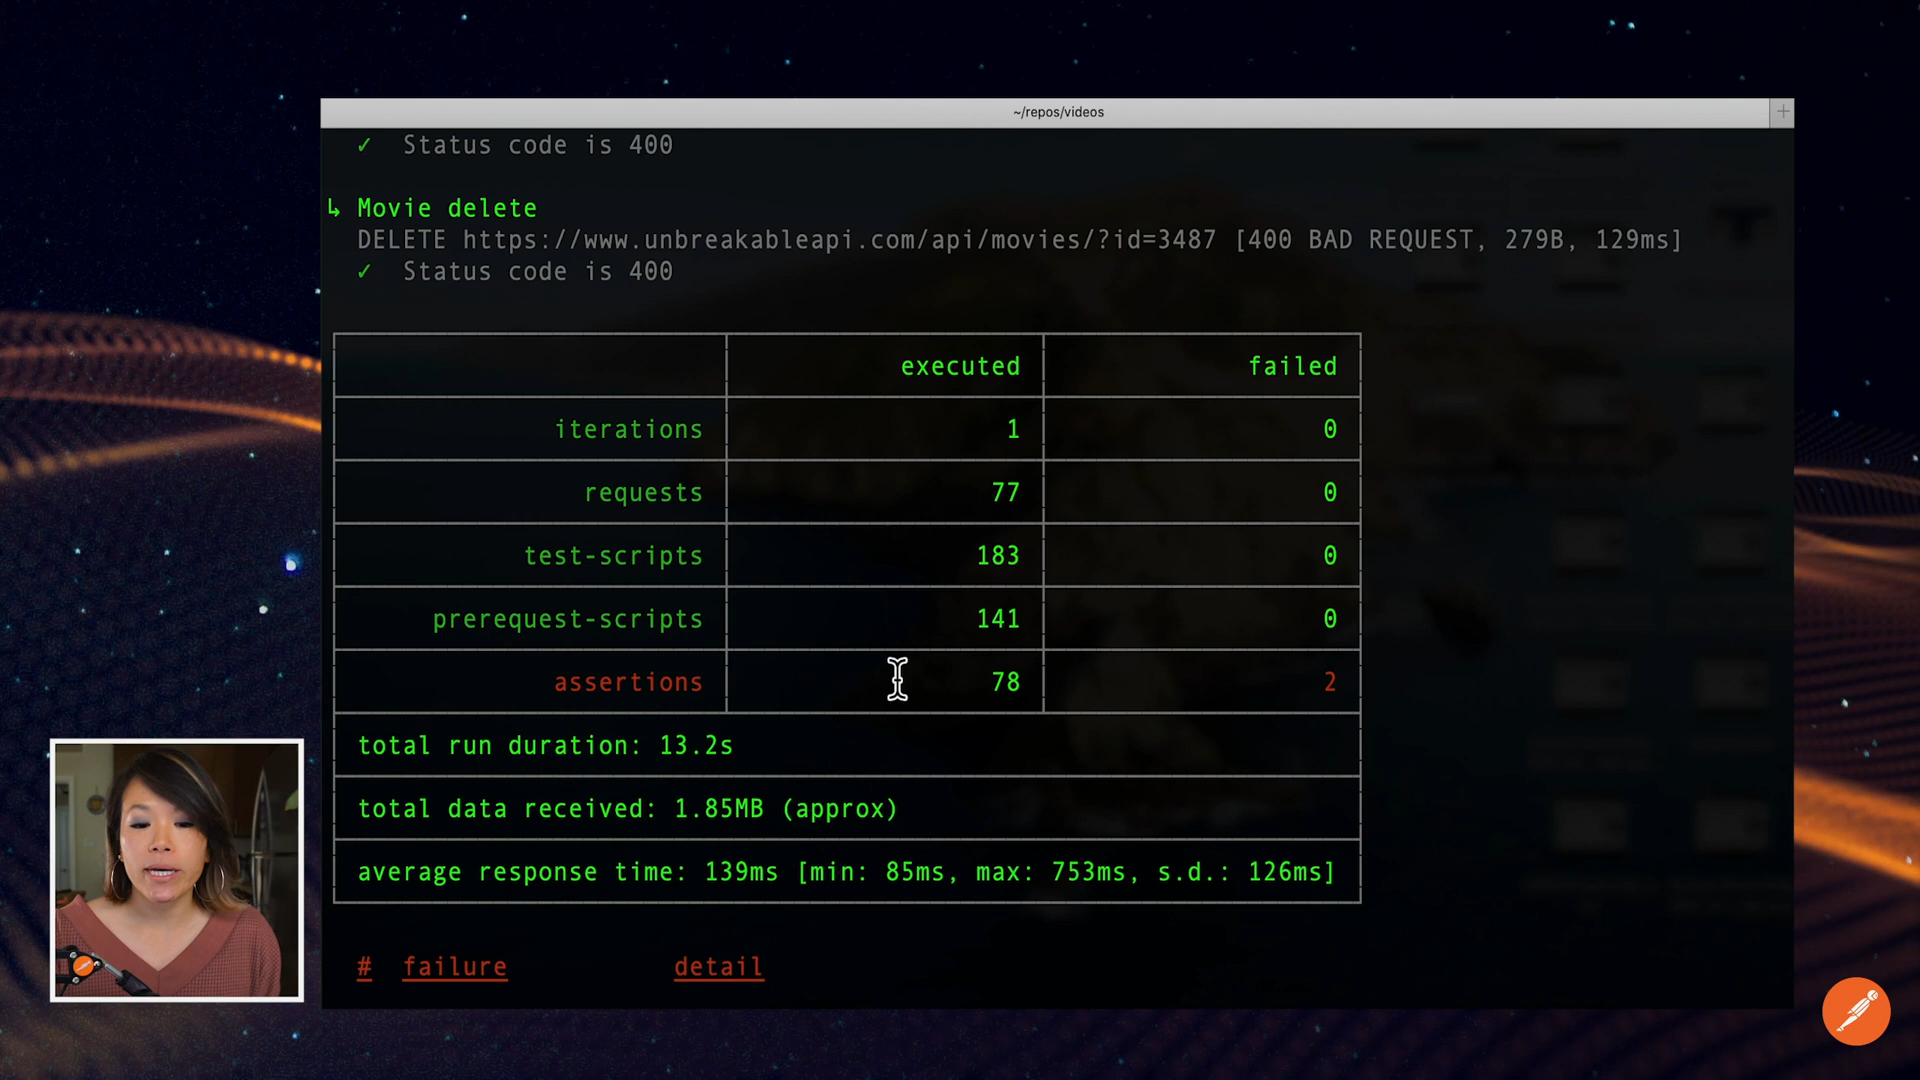 ~/repos/videos
✓ Status code is 400
↳ Movie delete
DELETE https://www.unbreakableapi.com/api/movies/?id=3487 [400 BAD REQUEST, 279B, 129ms]
✓ Status code is 400
executed failed
iterations 1 0
requests 77 0
test-scripts 183 0
prerequest-scripts 141 0
assertions 78 2
total run duration: 13.2s
total data received: 1.85MB (approx)
average response time: 139ms [min: 85ms, max: 753ms, s.d.: 126ms]
# failure detail